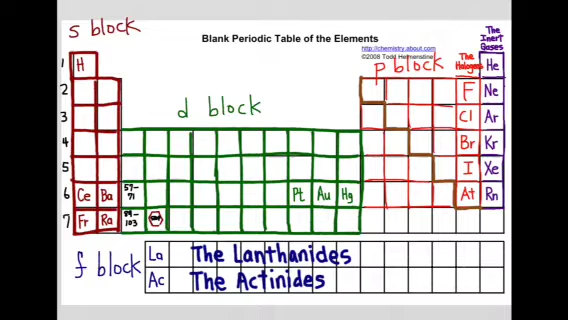 s block
Blank Periodic Table of the Elements
The Inert Gases
http://chemistry.about.com
©2008 Todd Helmenstine
p block
The Halogens
1 H He
2 F Ne
d block
3 Cl Ar
4 Br Kr
5 I Xe
6 Ce Ba 57-71 Pt Au Hg At Rn
7 Fr Ra 89-103
f block
La The Lanthanides
Ac The Actinides